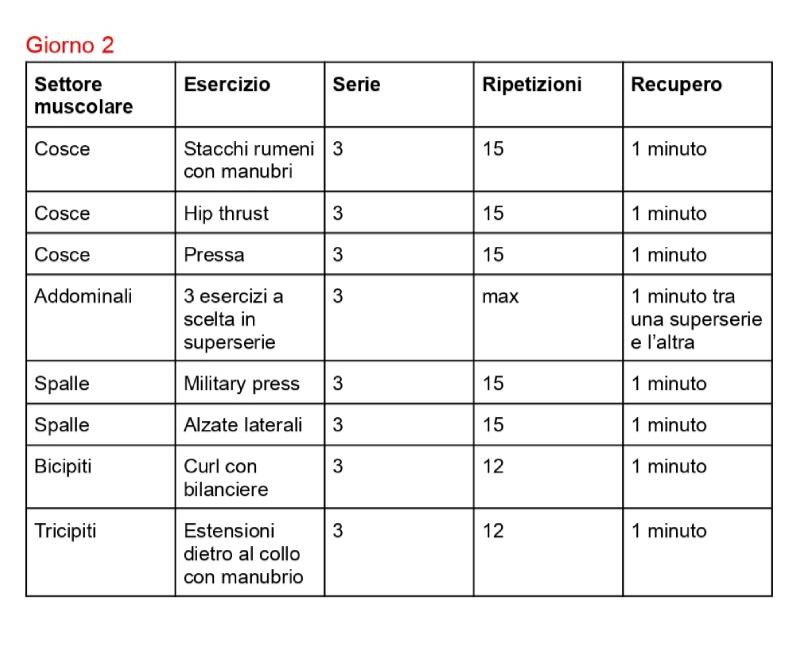 Giorno 2
Settore muscolare Esercizio Serie Ripetizioni Recupero
Cosce Stacchi rumeni con manubri 3 15 1 minuto
Cosce Hip thrust 3 15 1 minuto
Cosce Pressa 3 15 1 minuto
Addominali 3 esercizi a scelta in superserie 3 max 1 minuto tra una superserie e l'altra
Spalle Military press 3 15 1 minuto
Spalle Alzate laterali 3 15 1 minuto
Bicipiti Curl con bilanciere 3 12 1 minuto
Tricipiti Estensioni dietro al collo con manubrio 3 12 1 minuto